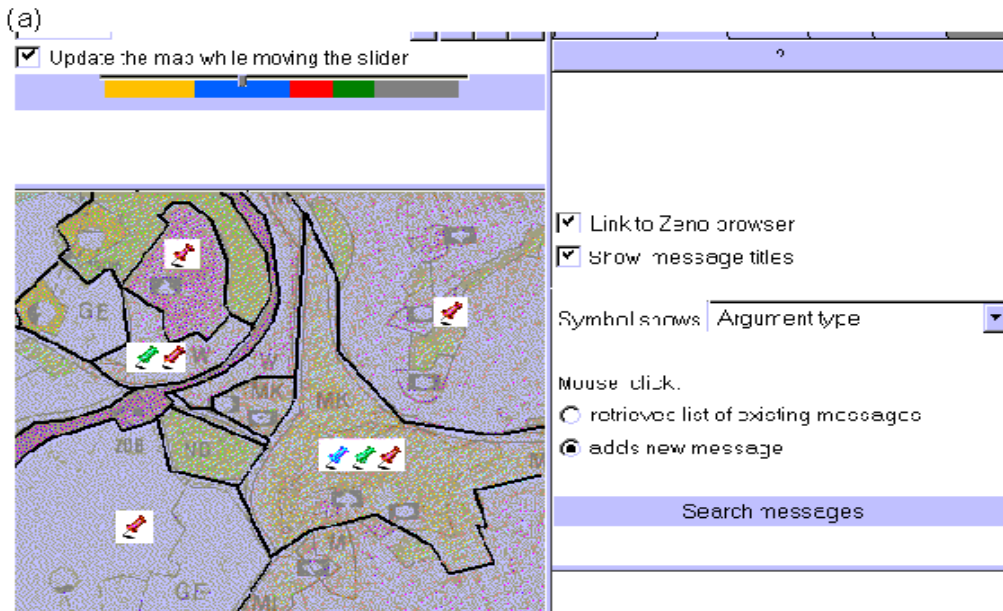 (a)
Update the map while moving the slider
?
Link to Zeno browser
Show message titles
Symbol shows Argument type
Mouse click:
retrieves list of existing messages
adds new message
Search messages
GE
W
W
MK
MK
GE